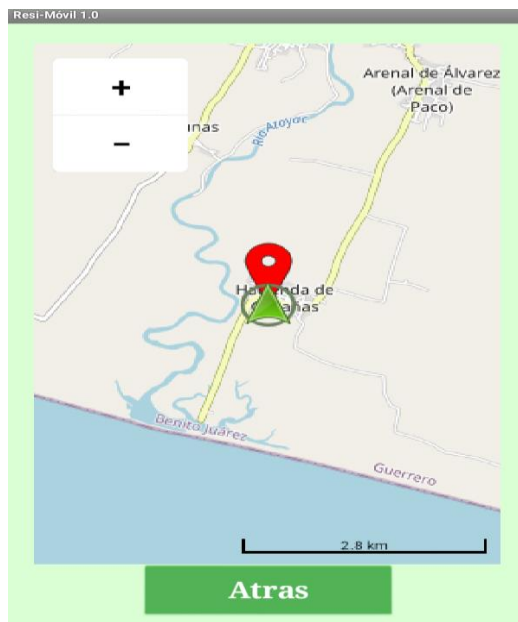 Resi-Móvil 1.0
+
−
Río Atoyac
Arenal de Álvarez
(Arenal de
Paco)
de
Benito Juárez
Guerrero
2.8 km
Atras